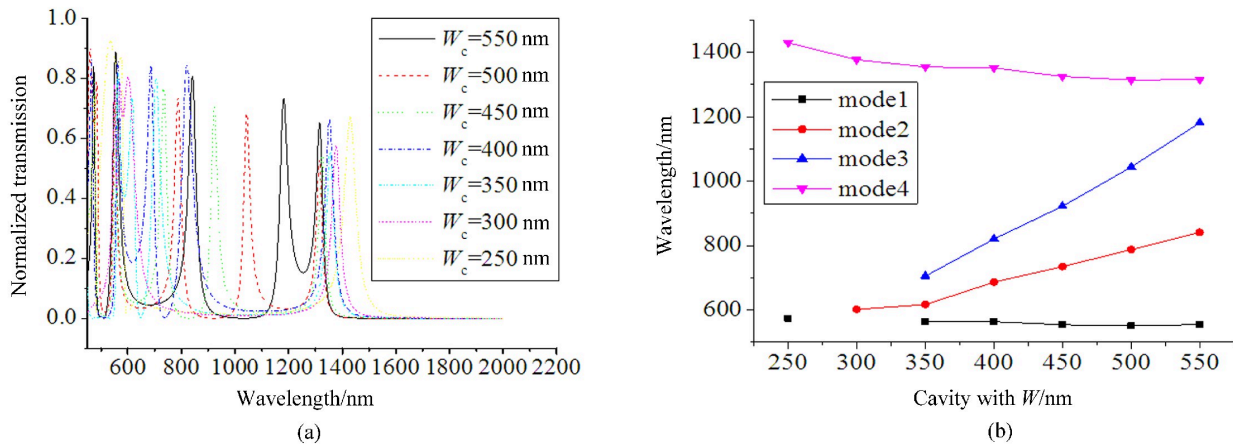 Normalized transmission
1.0
0.8
0.6
0.4
0.2
0.0
600 800 1000 1200 1400 1600 1800 2000 2200
Wavelength/nm
(a)
Wc=550 nm
Wc=500 nm
Wc=450 nm
Wc=400 nm
Wc=350 nm
Wc=300 nm
Wc=250 nm
Wavelength/nm
1400
1200
1000
800
600
250 300 350 400 450 500 550
Cavity with W/nm
(b)
mode1
mode2
mode3
mode4